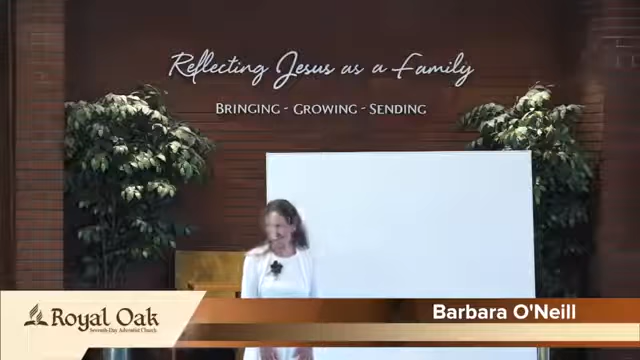 Reflecting Jesus as a Family
Bringing - Growing - Sending
Barbara O'Neill
Royal Oak
Seventh-Day Adventist Church